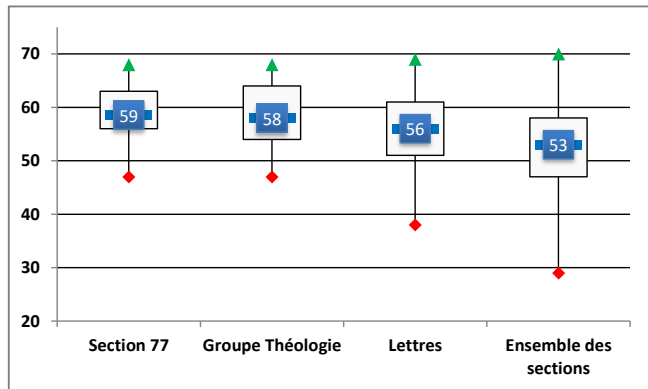 70
60
50
40
30
20
59
58
56
53
Section 77
Groupe Théologie
Lettres
Ensemble des
sections